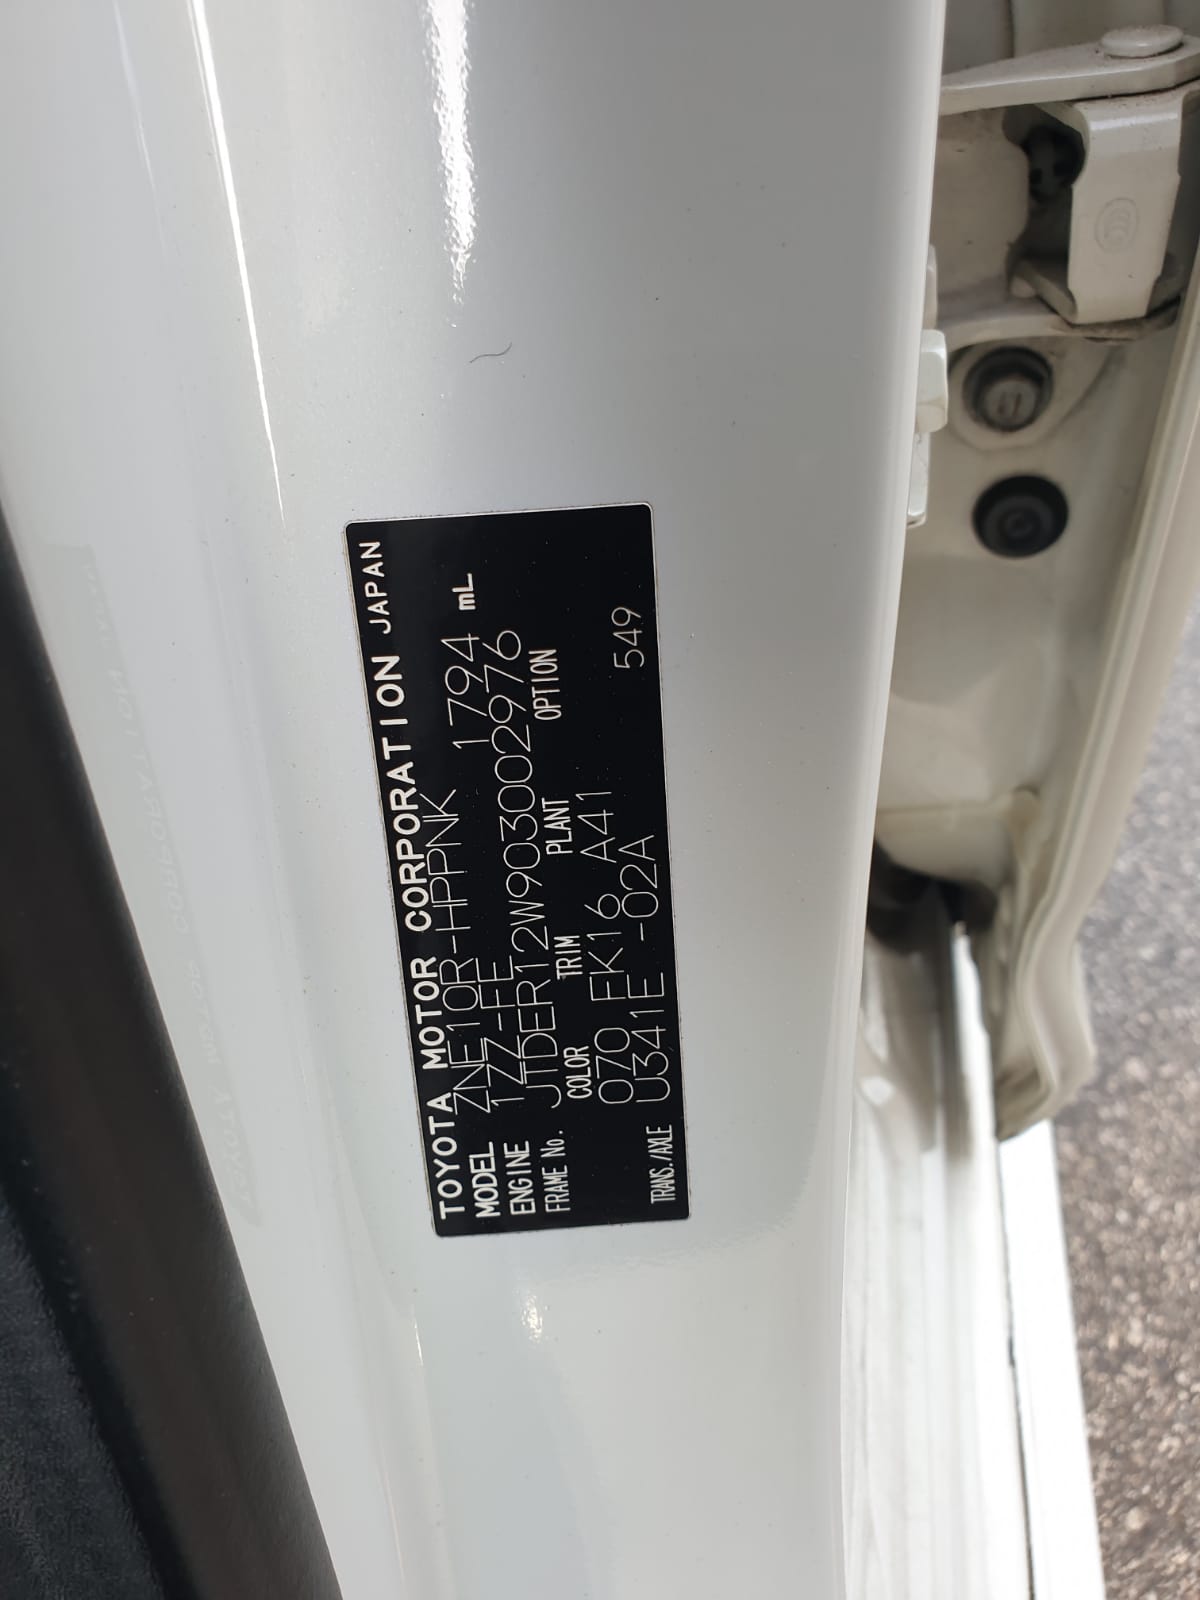 TOYOTA MOTOR CORPORATION JAPAN
MODEL ZNE10R-HPPNK 1794 mL
ENGINE 1ZZ-FE
FRAME No. JTDER12W903002976
COLOR TRIM PLANT OPTION
070 FK16 A41 549
TRANS./AXLE U341E -02A